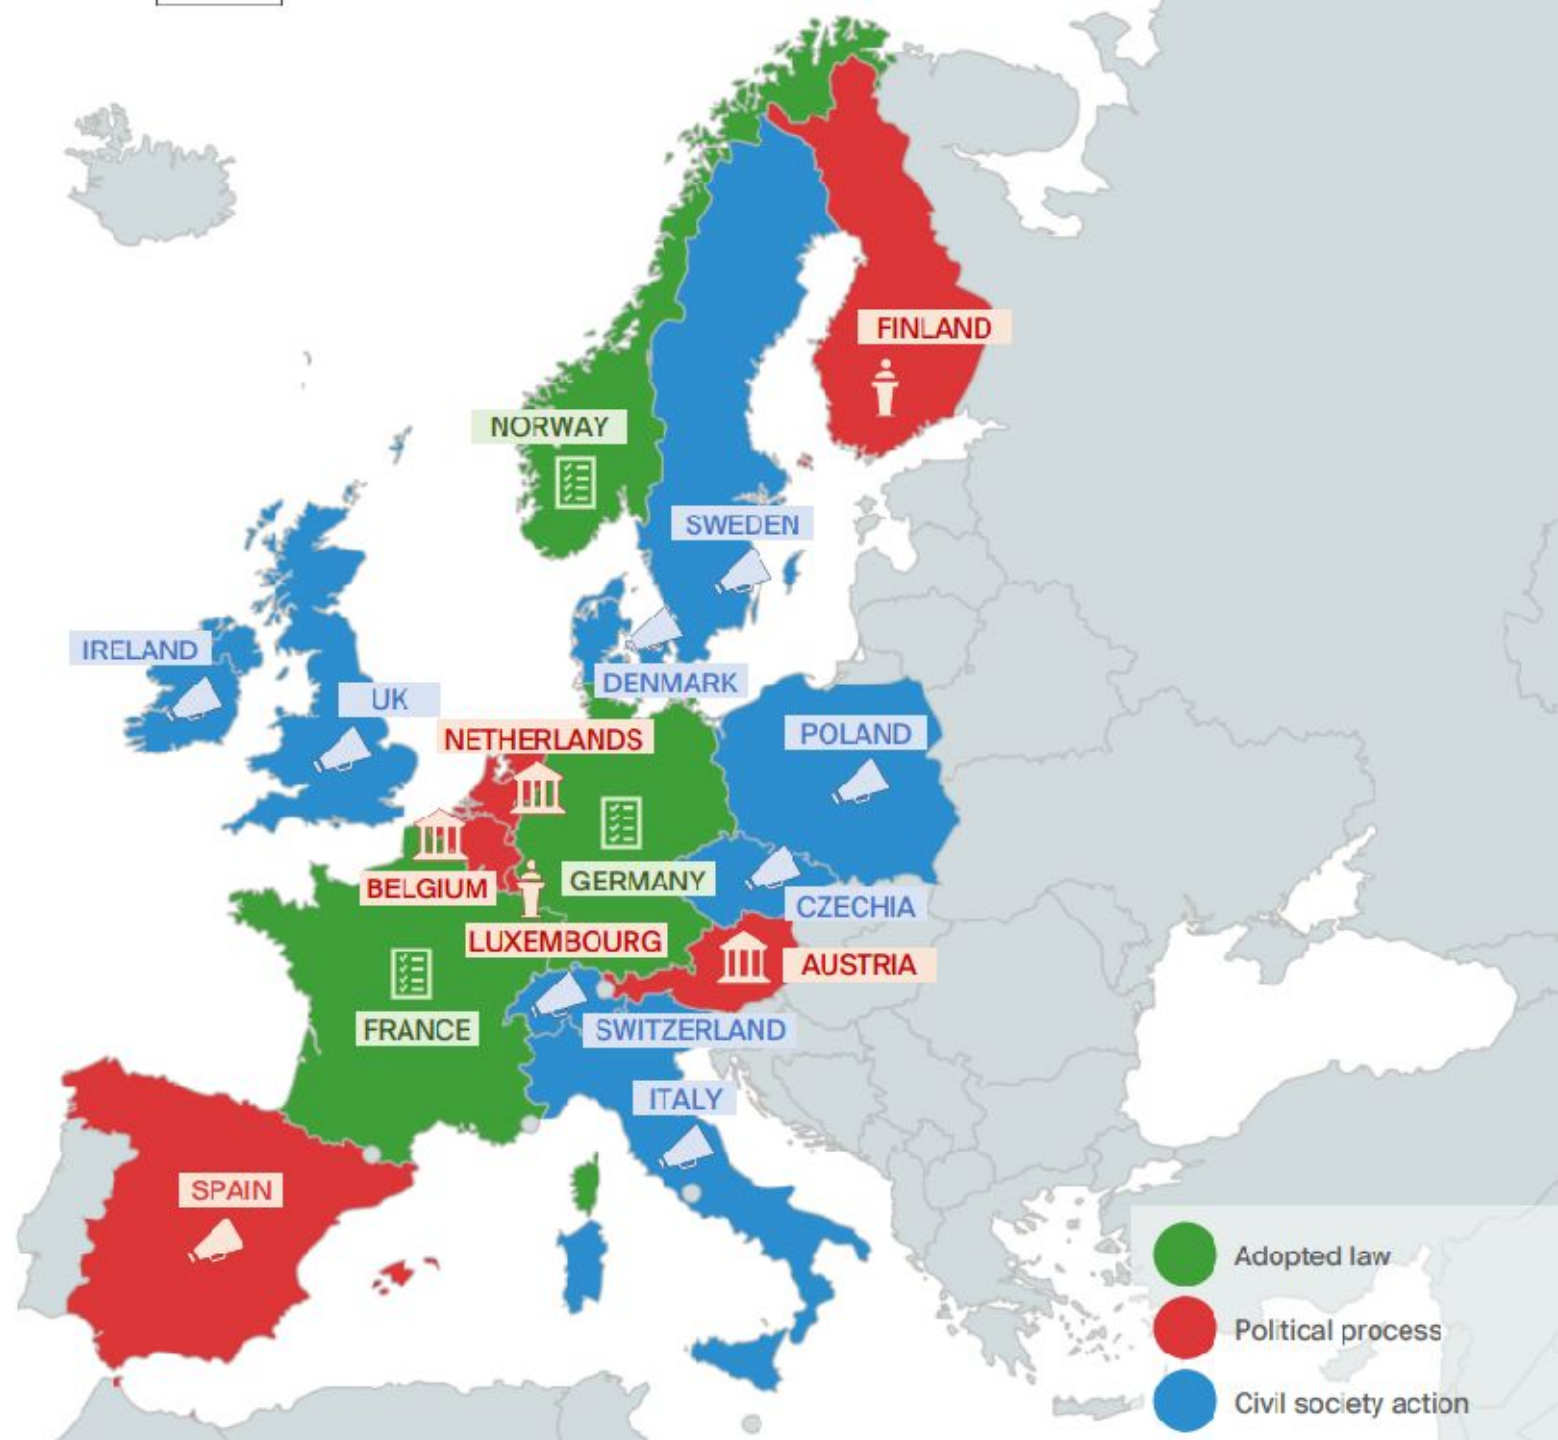 FINLAND
NORWAY
SWEDEN
IRELAND
DENMARK
UK
NETHERLANDS
POLAND
BELGIUM
GERMANY
CZECHIA
LUXEMBOURG
AUSTRIA
FRANCE
SWITZERLAND
ITALY
SPAIN
Adopted law
Political process
Civil society action